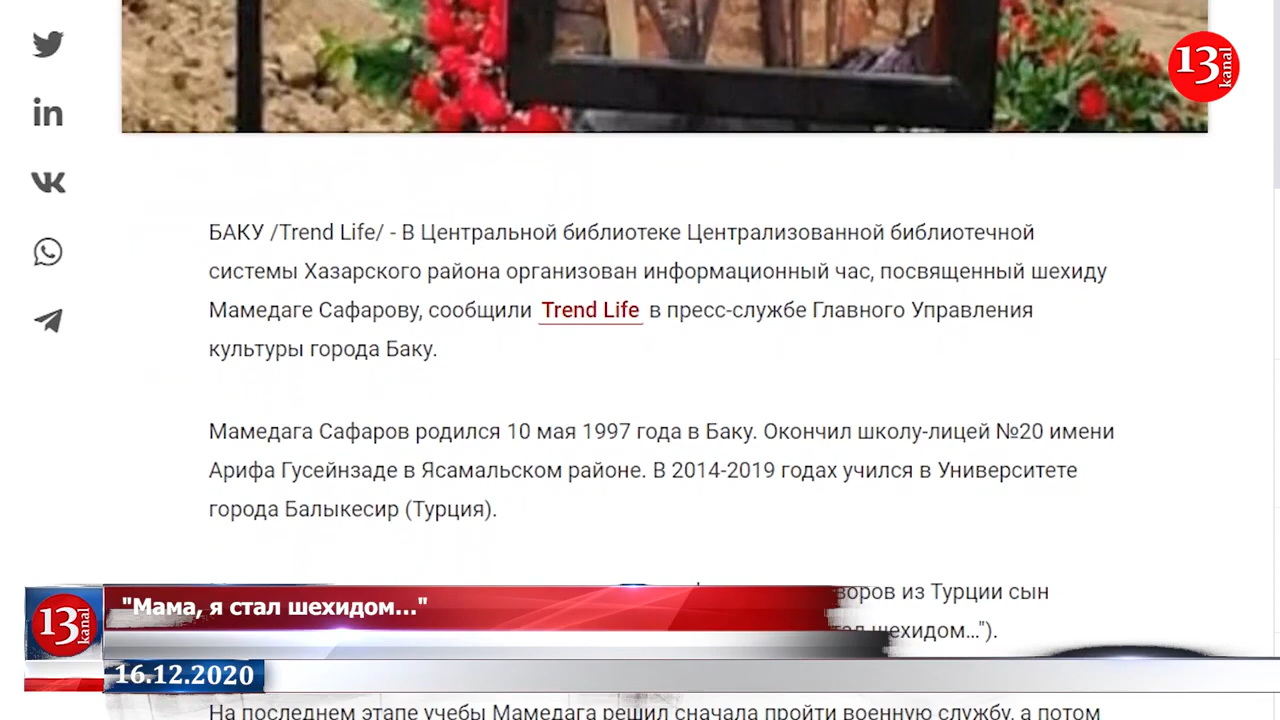 13 kanal
БАКУ /Trend Life/ - В Центральной библиотеке Централизованной библиотечной
системы Хазарского района организован информационный час, посвященный шехиду
Мамедаге Сафарову, сообщили Trend Life в пресс-службе Главного Управления
культуры города Баку.
Мамедага Сафаров родился 10 мая 1997 года в Баку. Окончил школу-лицей №20 имени
Арифа Гусейнзаде в Ясамальском районе. В 2014-2019 годах учился в Университете
города Балыкесир (Турция).
из Турции сын
шехидом...").
"Мама, я стал шехидом..."
13 kanal
16.12.2020
На последнем этапе учебы Мамедага решил сначала пройти военную службу, а потом